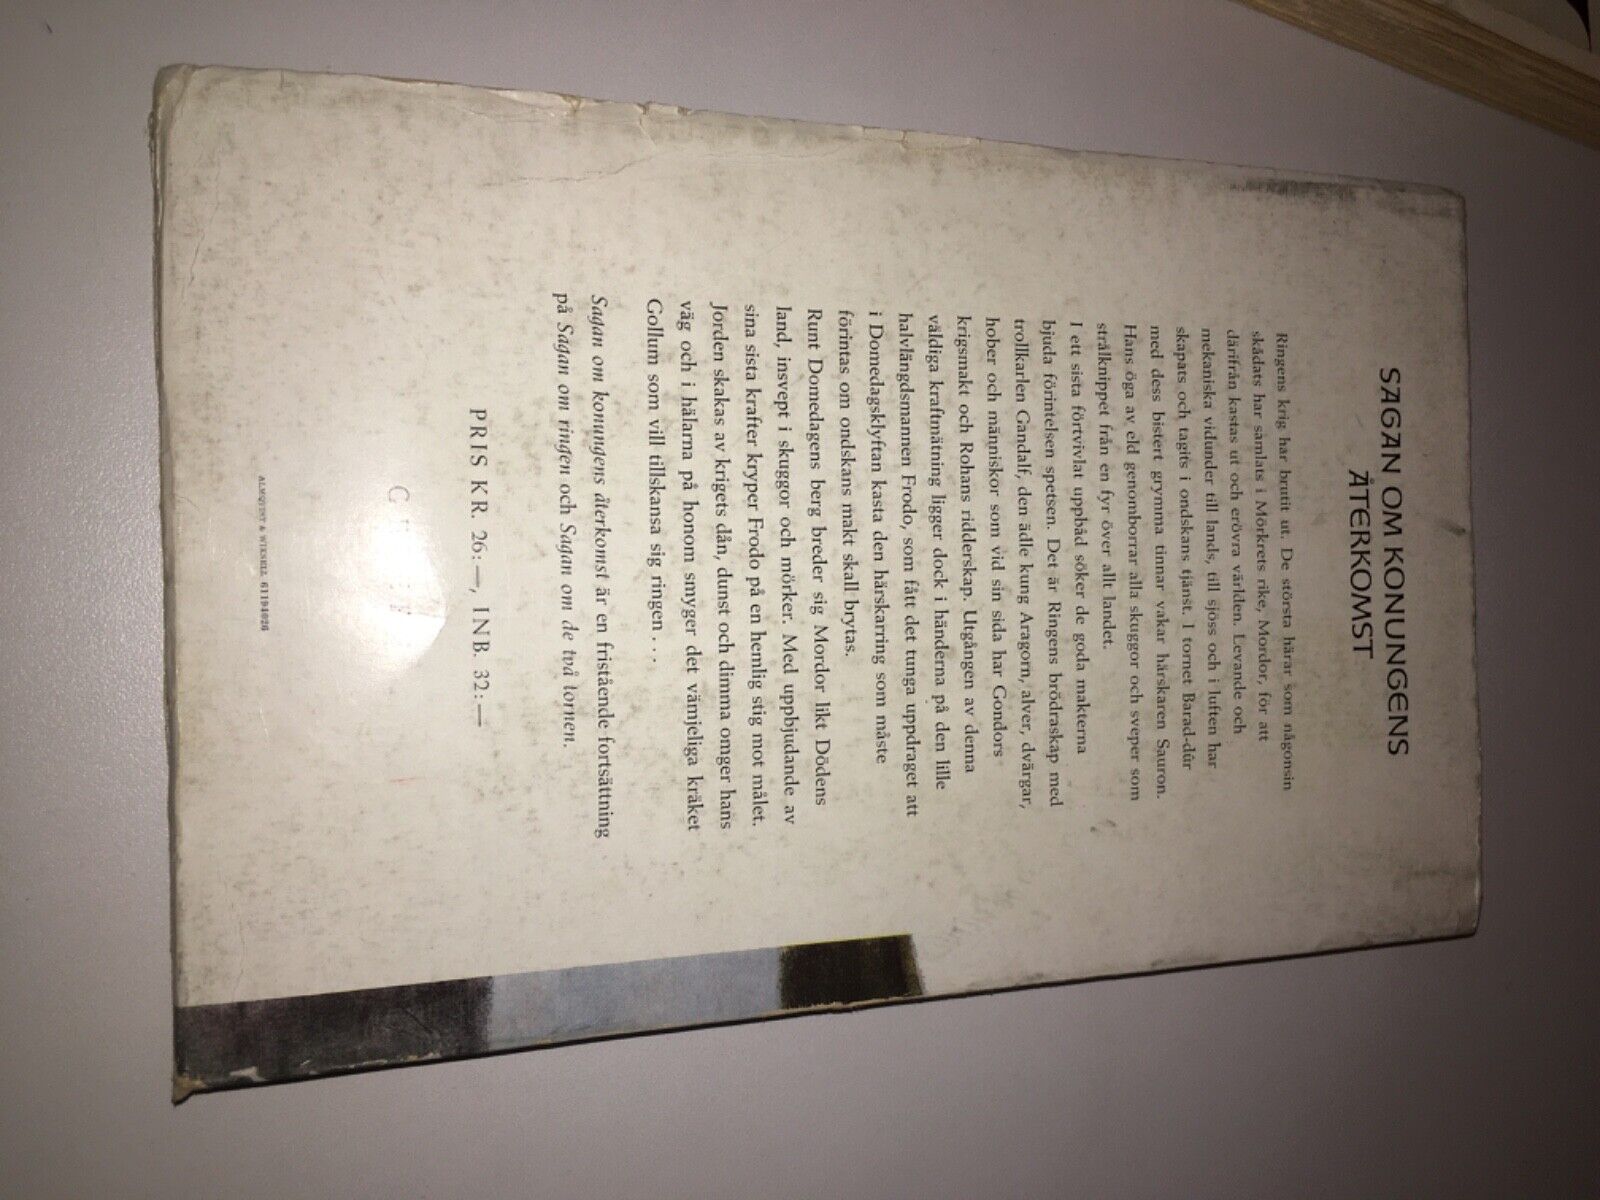 SAGAN OM KONUNGENS
ÅTERKOMST
Ringens krig har brutit ut. De största härar som någonsin
skådats har samlats i Mörkrets rike, Mordor, för att
därifrån kastas ut och erövra världen. Levande och
mekaniska vidunder till lands, till sjöss och i luften har
skapats och tagits i ondskans tjänst. I tornet Barad-dûr
med dess bistert grymma tinnar vakar härskaren Sauron.
Hans öga av eld genomborrar alla skuggor och sveper som
strålknippet från en fyr över allt landet.
I ett sista förtvivlat uppbåd söker de goda makterna
bjuda förintelsen spetsen. Det är Ringens brödraskap med
trollkarlen Gandalf, den ädle kung Aragorn, alver, dvärgar,
hober och människor som vid sin sida har Gondors
krigsmakt och Rohans ridderskap. Utgången av denna
väldiga kraftmätning ligger dock i händerna på den lille
halvlängdsmannen Frodo, som fått det tunga uppdraget att
i Domedagsklyftan kasta den härskarring som måste
förintas om ondskans makt skall brytas.
Runt Domedagens berg breder sig Mordor likt Dödens
land, insvept i skuggor och mörker. Med uppbjudande av
sina sista krafter kryper Frodo på en hemlig stig mot målet.
Jorden skakas av krigets dån, dunst och dimma omger hans
väg och i hälarna på honom smyger det vämjeliga kräket
Gollum som vill tillskansa sig ringen . . .
Sagan om konungens återkomst är en fristående fortsättning
på Sagan om ringen och Sagan om de två tornen.
PRIS KR. 26:—, INB. 32:—
ALMQVIST & WIKSELL 61194026